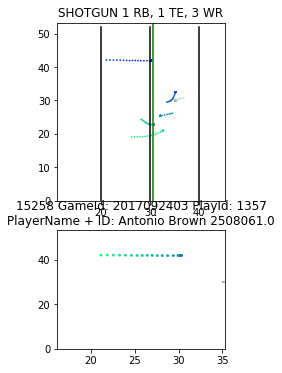 SHOTGUN 1 RB, 1 TE, 3 WR
50
40
30
20
10
0
20 30 40
15258 GameId: 2017092403 PlayId: 1357
PlayerName + ID: Antonio Brown 2508061.0
40
20
0
20 25 30 35